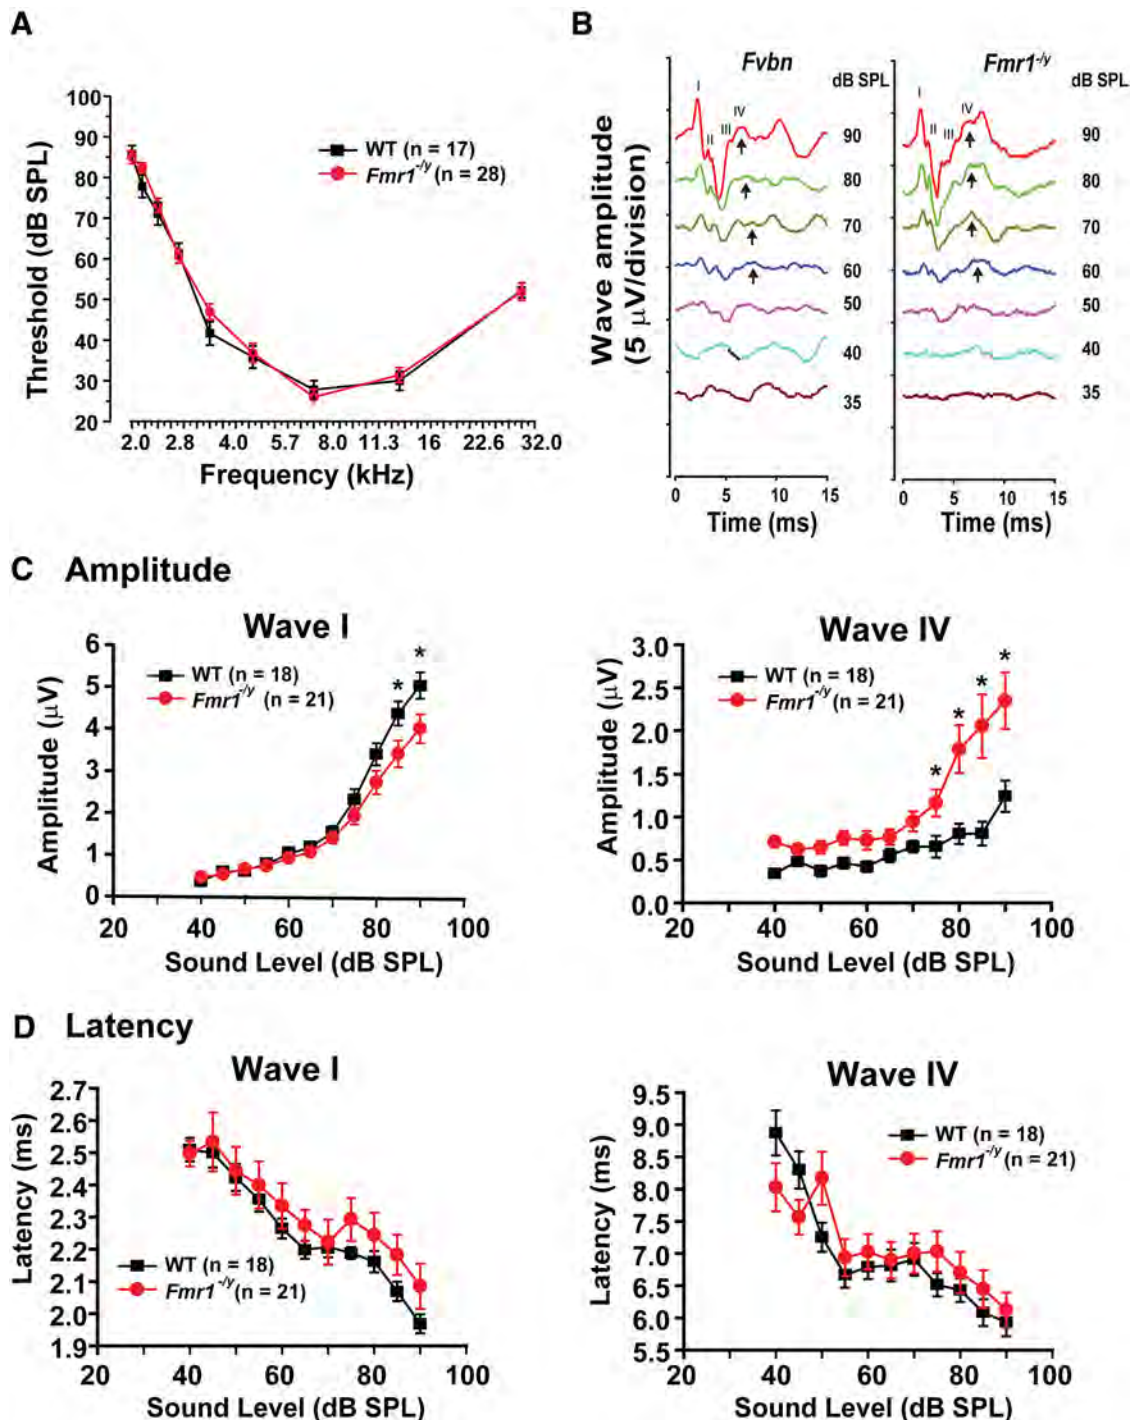 A
Threshold (dB SPL)
100
90
80
70
60
50
40
30
20
WT (n = 17)
Fmr1-/y (n = 28)
2.0 2.8 4.0 5.7 8.0 11.3 16 22.6 32.0
Frequency (kHz)
B
Wave amplitude
(5 μV/division)
Fvbn
dB SPL
I
II
III
IV
90
80
70
60
50
40
35
0 5 10 15
Time (ms)
Fmr1-/y
dB SPL
I
II
III
IV
90
80
70
60
50
40
35
0 5 10 15
Time (ms)
C Amplitude
Wave I
Amplitude (μV)
6
5
4
3
2
1
0
WT (n = 18)
Fmr1-/y (n = 21)
* *
20 40 60 80 100
Sound Level (dB SPL)
Wave IV
Amplitude (μV)
3.0
2.5
2.0
1.5
1.0
0.5
0.0
WT (n = 18)
Fmr1-/y (n = 21)
* * * *
20 40 60 80 100
Sound Level (dB SPL)
D Latency
Wave I
Latency (ms)
2.7
2.6
2.5
2.4
2.3
2.2
2.1
2.0
1.9
WT (n = 18)
Fmr1-/y (n = 21)
20 40 60 80 100
Sound Level (dB SPL)
Wave IV
Latency (ms)
9.5
9.0
8.5
8.0
7.5
7.0
6.5
6.0
5.5
WT (n = 18)
Fmr1-/y (n = 21)
20 40 60 80 100
Sound Level (dB SPL)